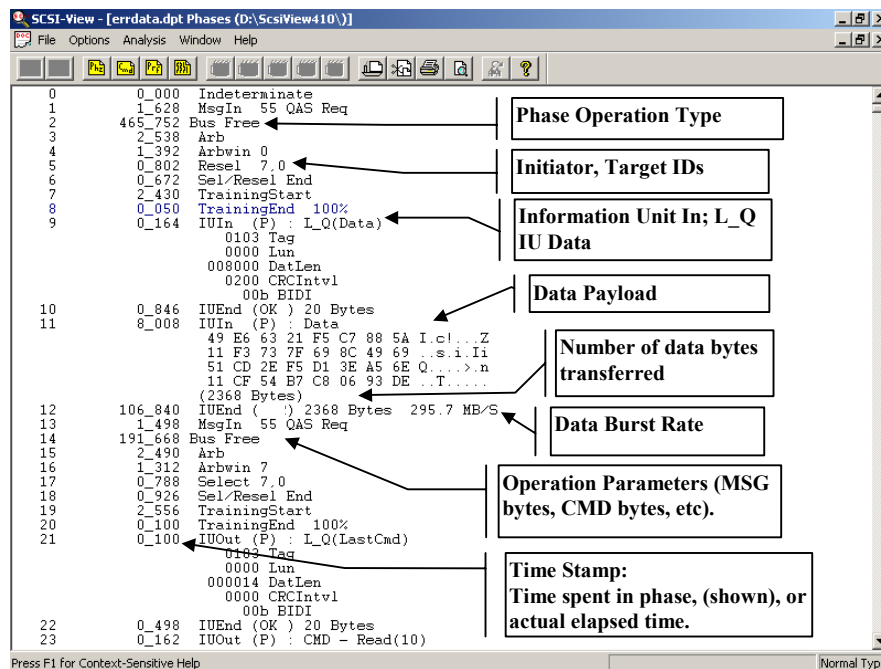 SCSI-View - [errdata.dpt Phases (D:\ScsiView410\)]
File Options Analysis Window Help
0 0_000 Indeterminate
1 1_628 MsgIn 55 QAS Req
2 465_752 Bus Free
3 2_538 Arb
4 1_392 Arbwin 0
5 0_802 Resel 7,0
6 0_672 Sel/Resel End
7 2_430 TrainingStart
8 0_050 TrainingEnd 100%
9 0_164 IUIn (P) : L_Q(Data)
0103 Tag
0000 Lun
008000 DatLen
0200 CRCIntvl
00b BIDI
10 0_846 IUEnd (OK ) 20 Bytes
11 8_008 IUIn (P) : Data
49 E6 63 21 F5 C7 88 5A I.c!...Z
11 F3 73 7F 69 8C 49 69 ..s.i.Ii
51 CD 2E F5 D1 3E A5 6E Q....>.n
11 CF 54 B7 C8 06 93 DE ..T.....
(2368 Bytes)
12 106_840 IUEnd ( !) 2368 Bytes 295.7 MB/S
13 1_498 MsgIn 55 QAS Req
14 191_668 Bus Free
15 2_490 Arb
16 1_312 Arbwin 7
17 0_788 Select 7,0
18 0_926 Sel/Resel End
19 2_556 TrainingStart
20 0_100 TrainingEnd 100%
21 0_100 IUOut (P) : L_Q(LastCmd)
0103 Tag
0000 Lun
000014 DatLen
0000 CRCIntvl
00b BIDI
22 0_498 IUEnd (OK ) 20 Bytes
23 0_162 IUOut (P) : CMD - Read(10)
Phase Operation Type
Initiator, Target IDs
Information Unit In; L_Q
IU Data
Data Payload
Number of data bytes
transferred
Data Burst Rate
Operation Parameters (MSG
bytes, CMD bytes, etc).
Time Stamp:
Time spent in phase, (shown), or
actual elapsed time.
Press F1 for Context-Sensitive Help
Normal Typ